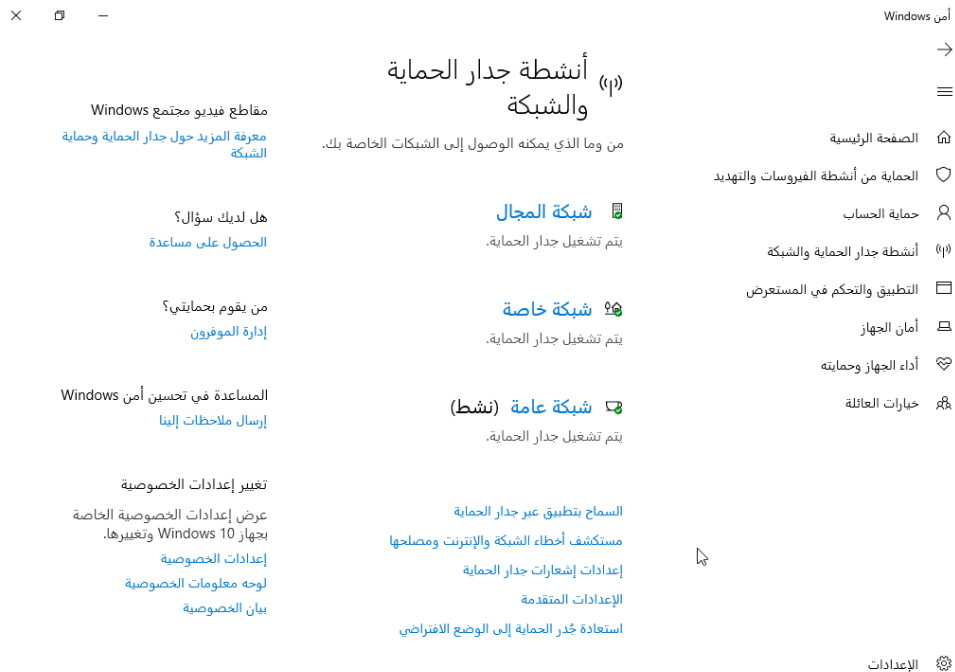 أمن Windows
الصفحة الرئيسية
الحماية من أنشطة الفيروسات والتهديد
حماية الحساب
أنشطة جدار الحماية والشبكة
التطبيق والتحكم في المستعرض
أمان الجهاز
أداء الجهاز وحمايته
خيارات العائلة
الإعدادات
أنشطة جدار الحماية
والشبكة
من وما الذي يمكنه الوصول إلى الشبكات الخاصة بك.
شبكة المجال
يتم تشغيل جدار الحماية.
شبكة خاصة
يتم تشغيل جدار الحماية.
شبكة عامة (نشط)
يتم تشغيل جدار الحماية.
السماح بتطبيق عبر جدار الحماية
مستكشف أخطاء الشبكة والإنترنت ومصلحها
إعدادات إشعارات جدار الحماية
الإعدادات المتقدمة
استعادة جُدر الحماية إلى الوضع الافتراضي
مقاطع فيديو مجتمع Windows
معرفة المزيد حول جدار الحماية وحماية
الشبكة
هل لديك سؤال؟
الحصول على مساعدة
من يقوم بحمايتي؟
إدارة الموفرون
المساعدة في تحسين أمن Windows
إرسال ملاحظات إلينا
تغيير إعدادات الخصوصية
عرض إعدادات الخصوصية الخاصة
بجهاز Windows 10 وتغييرها.
إعدادات الخصوصية
لوحه معلومات الخصوصية
بيان الخصوصية